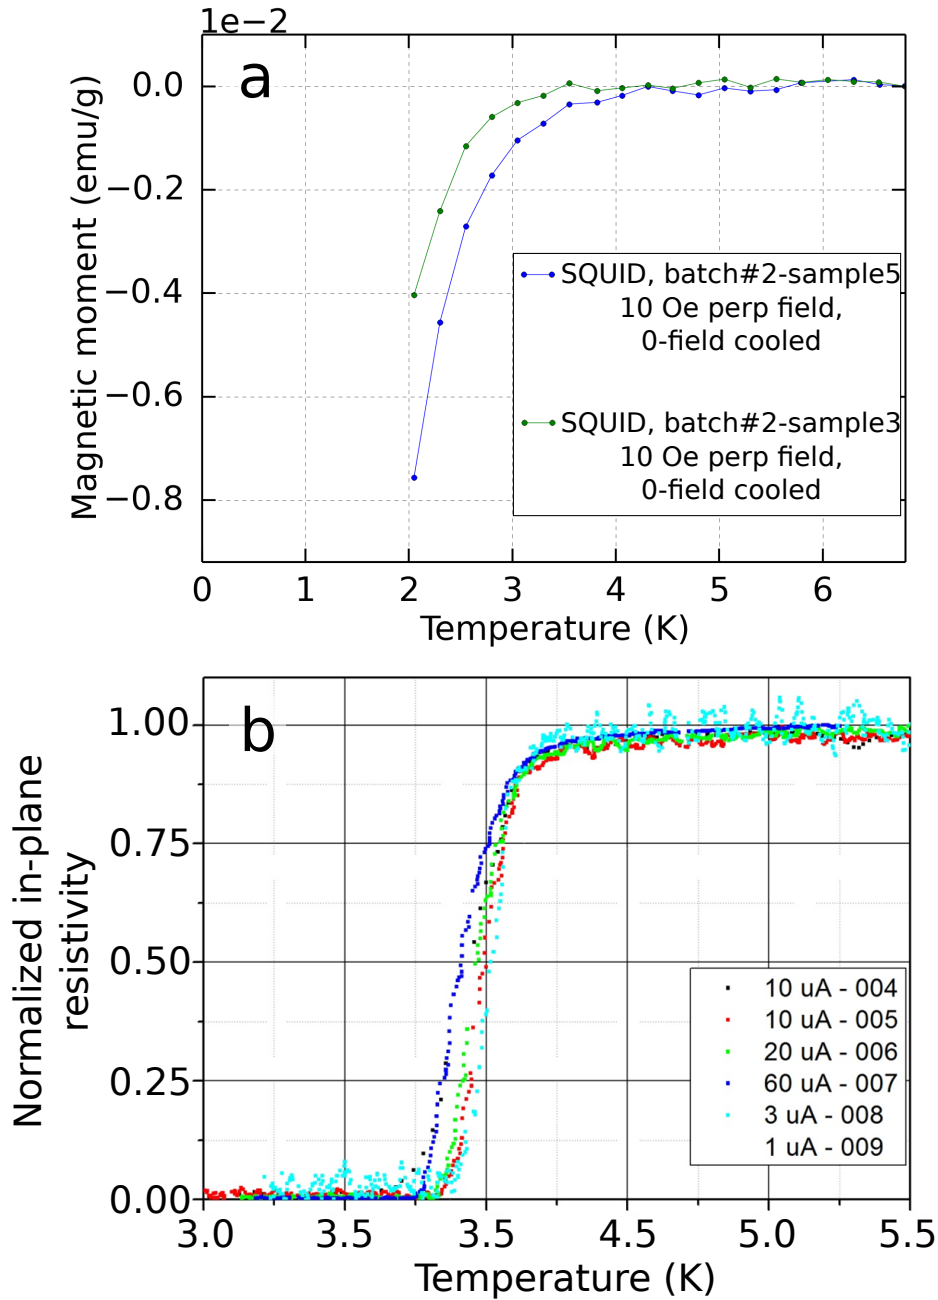 1e−2
a
Magnetic moment (emu/g)
0.0
−0.2
−0.4
−0.6
−0.8
SQUID, batch#2-sample5
10 Oe perp field,
0-field cooled
SQUID, batch#2-sample3
10 Oe perp field,
0-field cooled
0 1 2 3 4 5 6
Temperature (K)
b
Normalized in-plane
resistivity
1.00
0.75
0.50
0.25
0.00
10 uA - 004
10 uA - 005
20 uA - 006
60 uA - 007
3 uA - 008
1 uA - 009
3.0 3.5 3.5 4.5 5.0 5.5
Temperature (K)